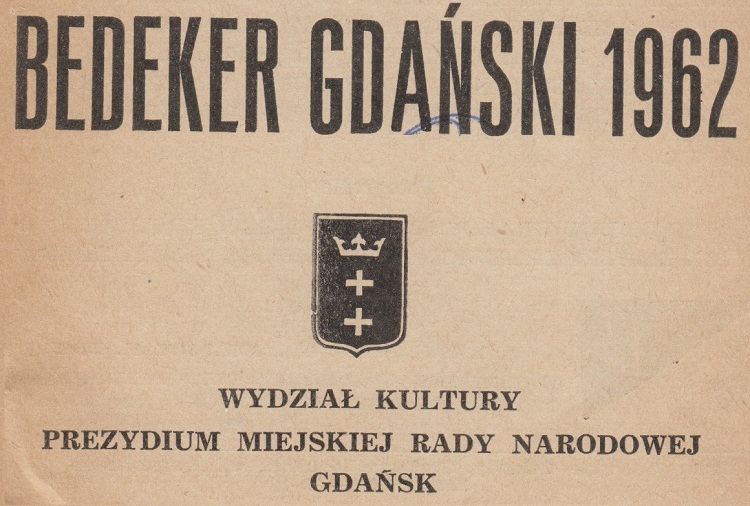 BEDEKER GDAŃSKI 1962
WYDZIAŁ KULTURY
PREZYDIUM MIEJSKIEJ RADY NARODOWEJ
GDAŃSK